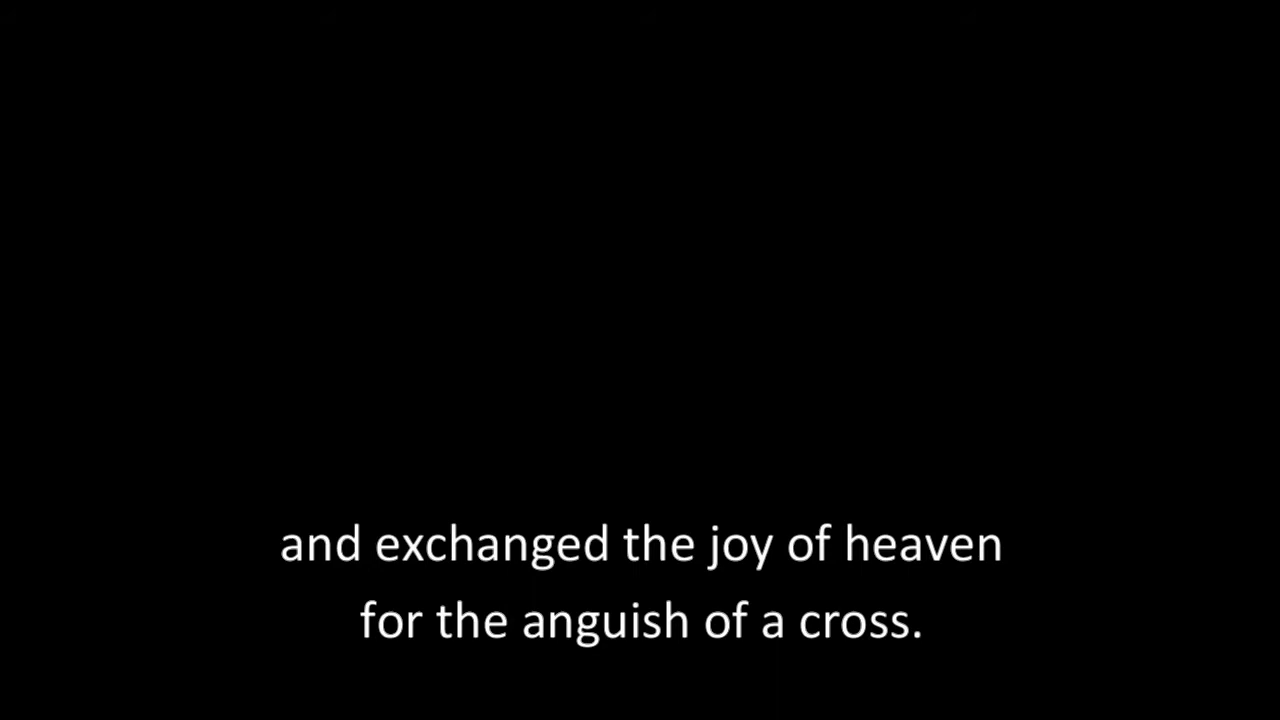 and exchanged the joy of heaven
for the anguish of a cross.